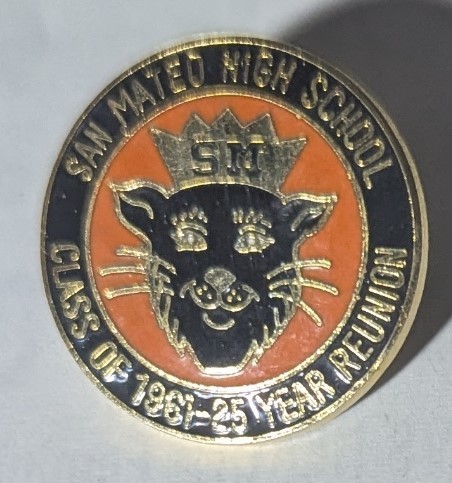 SAN MATEO HIGH SCHOOL
SM
CLASS OF 1961-25 YEAR REUNION